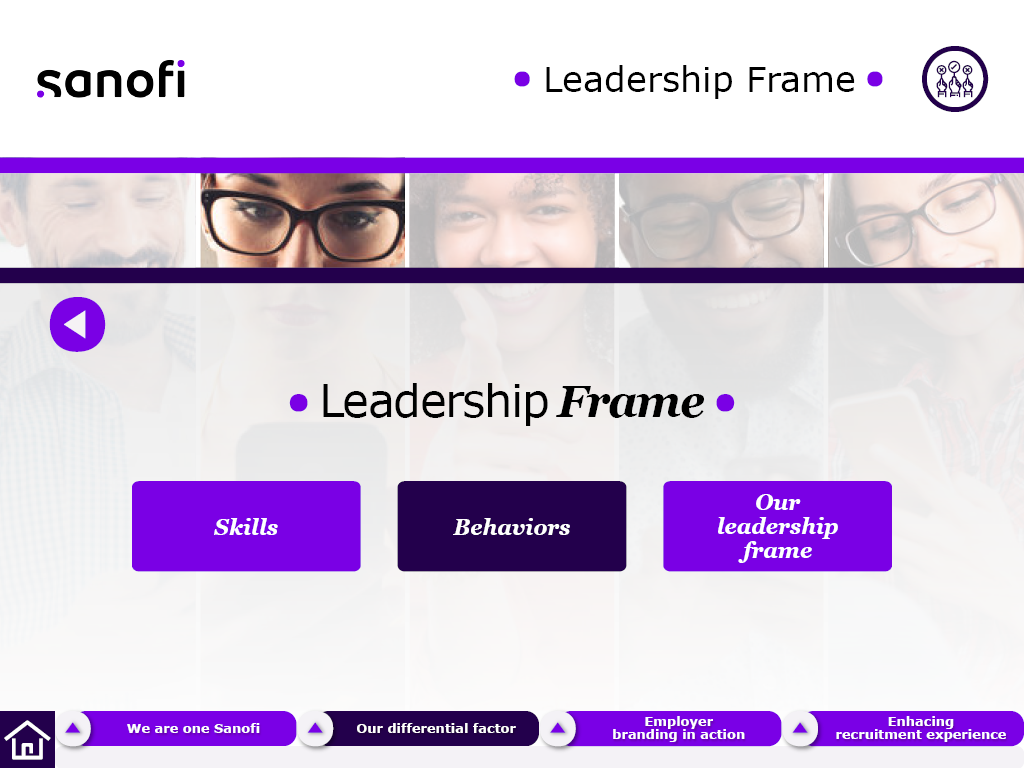 sanofi
Leadership Frame
Leadership Frame
Skills
Behaviors
Our
leadership
frame
We are one Sanofi
Our differential factor
Employer
branding in action
Enhacing
recruitment experience